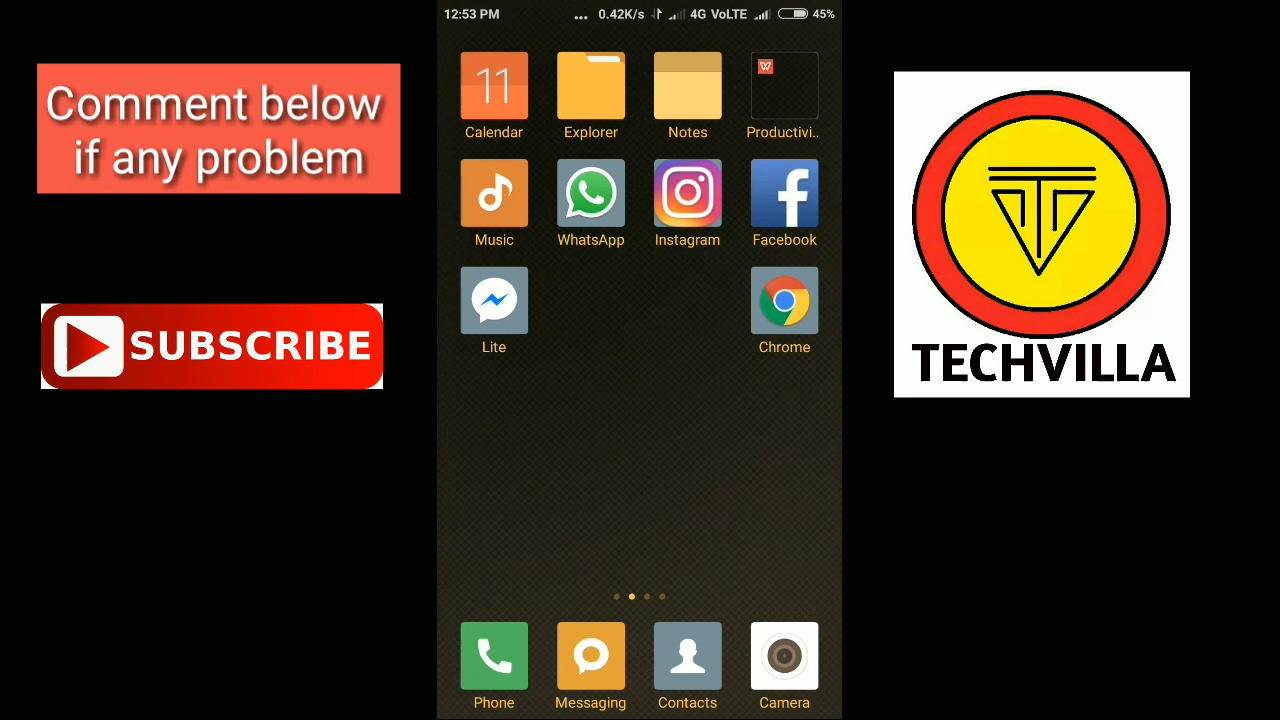 12:53 PM ... 0.42K/s 4G VoLTE 45%
Comment below
if any problem
SUBSCRIBE
11
Calendar Explorer Notes Productivi..
Music WhatsApp Instagram Facebook
Lite Chrome
Phone Messaging Contacts Camera
TECHVILLA